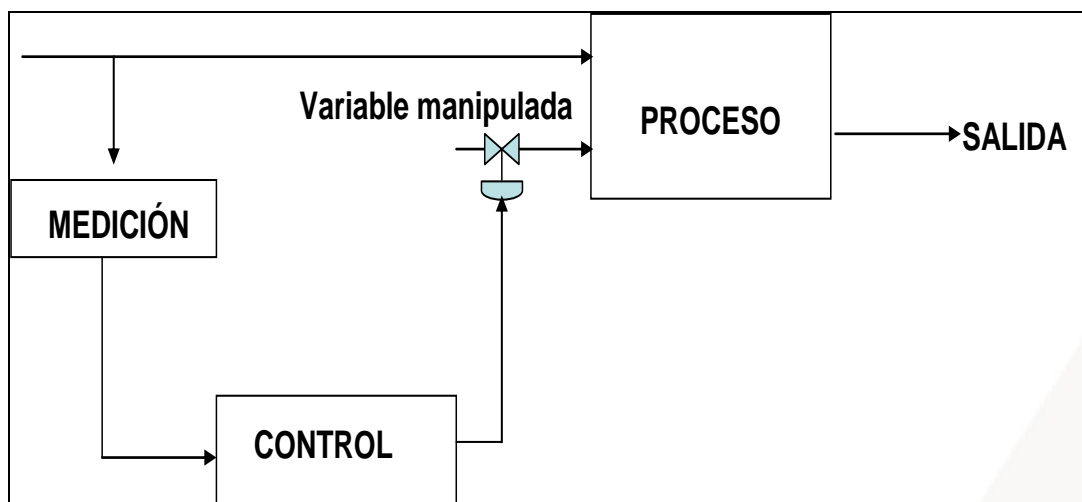 Variable manipulada
PROCESO
SALIDA
MEDICIÓN
CONTROL